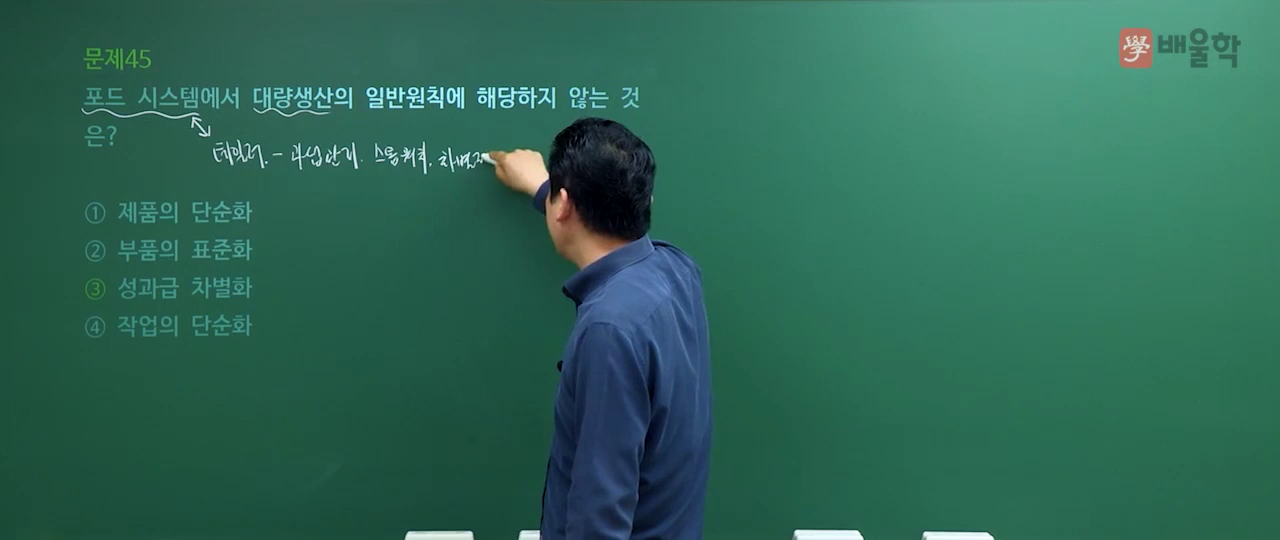 學 배울학
문제45
포드 시스템에서 대량생산의 일반원칙에 해당하지 않는 것
은?
테일러. - 과업관리. 스톱워치.
① 제품의 단순화
② 부품의 표준화
③ 성과급 차별화
④ 작업의 단순화